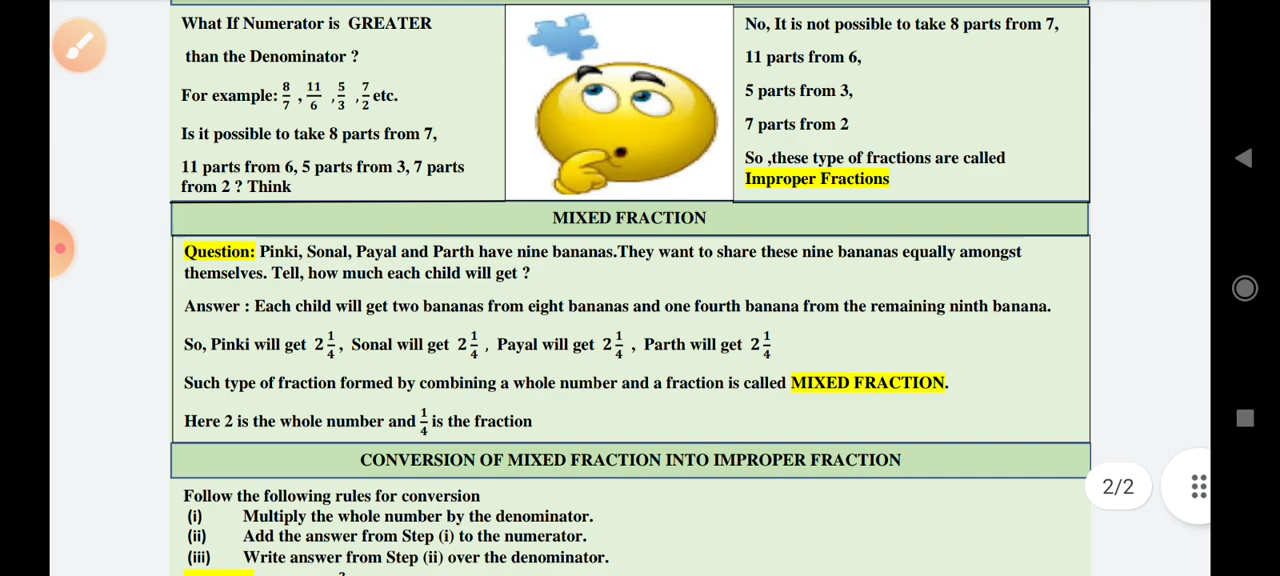 What If Numerator is GREATER
than the Denominator ?
For example: 8/7 , 11/6 , 5/3 , 7/2 etc.
Is it possible to take 8 parts from 7,
11 parts from 6, 5 parts from 3, 7 parts
from 2 ? Think
No, It is not possible to take 8 parts from 7,
11 parts from 6,
5 parts from 3,
7 parts from 2
So ,these type of fractions are called
Improper Fractions
MIXED FRACTION
Question: Pinki, Sonal, Payal and Parth have nine bananas.They want to share these nine bananas equally amongst
themselves. Tell, how much each child will get ?
Answer : Each child will get two bananas from eight bananas and one fourth banana from the remaining ninth banana.
So, Pinki will get 2 1/4, Sonal will get 2 1/4 , Payal will get 2 1/4 , Parth will get 2 1/4
Such type of fraction formed by combining a whole number and a fraction is called MIXED FRACTION.
Here 2 is the whole number and 1/4 is the fraction
CONVERSION OF MIXED FRACTION INTO IMPROPER FRACTION
2/2
Follow the following rules for conversion
(i) Multiply the whole number by the denominator.
(ii) Add the answer from Step (i) to the numerator.
(iii) Write answer from Step (ii) over the denominator.